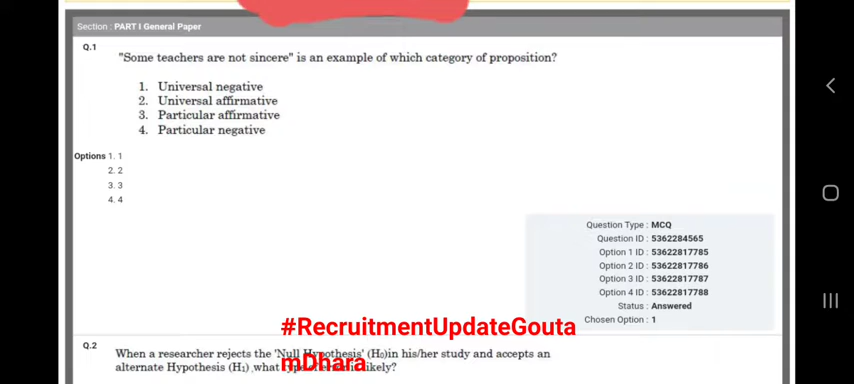 Section : PART I General Paper
Q.1
"Some teachers are not sincere" is an example of which category of proposition?
1. Universal negative
2. Universal affirmative
3. Particular affirmative
4. Particular negative
Options 1. 1
2. 2
3. 3
4. 4
Question Type : MCQ
Question ID : 5362284565
Option 1 ID : 53622817785
Option 2 ID : 53622817786
Option 3 ID : 53622817787
Option 4 ID : 53622817788
Status : Answered
Chosen Option : 1
#RecruitmentUpdateGouta
mDhara
Q.2
When a researcher rejects the 'Null Hypothesis' (H₀)in his/her study and accepts an
alternate Hypothesis (H₁) ,what likely?